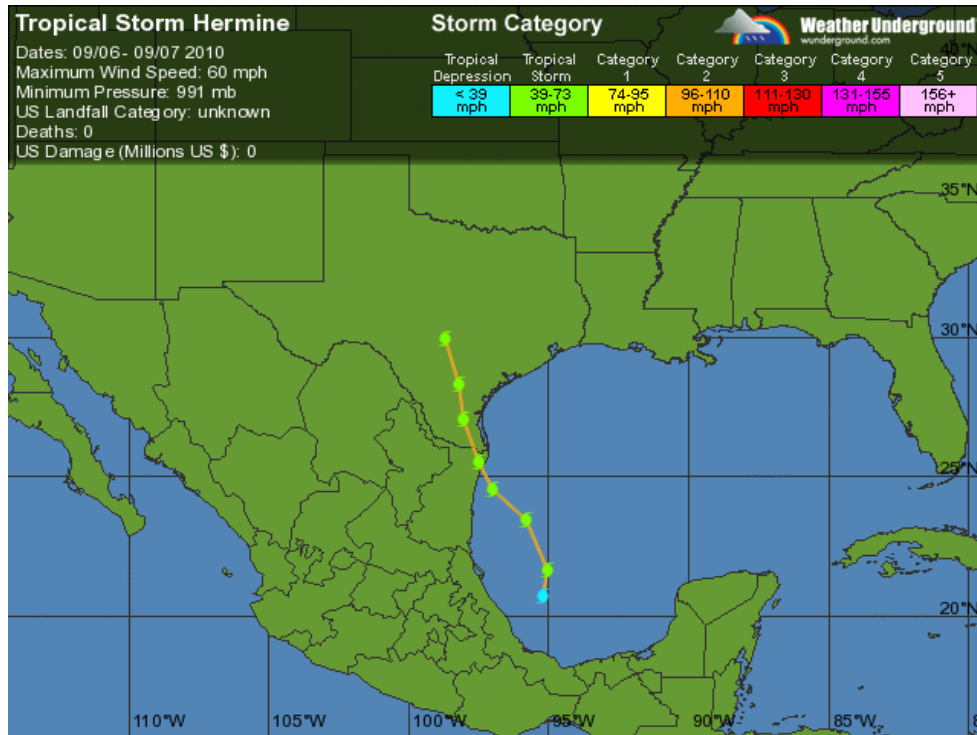 Tropical Storm Hermine
Dates: 09/06- 09/07 2010
Maximum Wind Speed: 60 mph
Minimum Pressure: 991 mb
US Landfall Category: unknown
Deaths: 0
US Damage (Millions US $): 0
Storm Category
Weather Underground
wunderground.com
Tropical Depression
Tropical Storm
Category 1
Category 2
Category 3
Category 4
Category 5
< 39 mph
39-73 mph
74-95 mph
96-110 mph
111-130 mph
131-155 mph
156+ mph
40°N
35°N
30°N
25°N
20°N
110°W
105°W
100°W
95°W
90°W
85°W